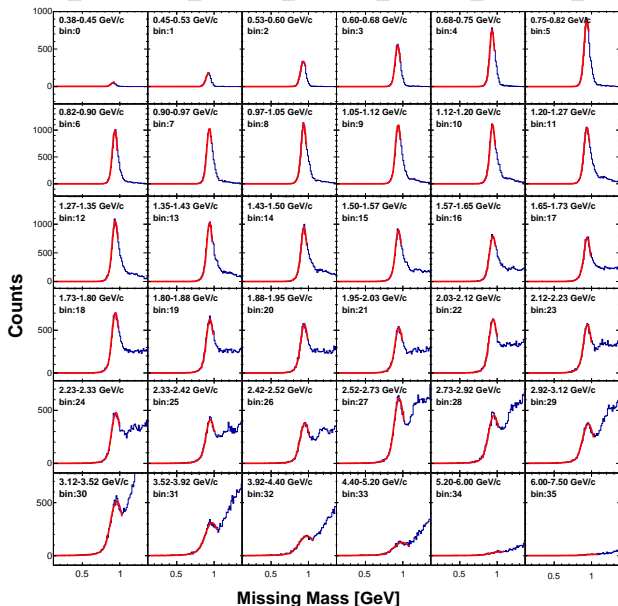 1000
500
0
0.38-0.45 GeV/c
bin:0
0.45-0.53 GeV/c
bin:1
0.53-0.60 GeV/c
bin:2
0.60-0.68 GeV/c
bin:3
0.68-0.75 GeV/c
bin:4
0.75-0.82 GeV/c
bin:5
1000
500
0
0.82-0.90 GeV/c
bin:6
0.90-0.97 GeV/c
bin:7
0.97-1.05 GeV/c
bin:8
1.05-1.12 GeV/c
bin:9
1.12-1.20 GeV/c
bin:10
1.20-1.27 GeV/c
bin:11
1000
500
0
1.27-1.35 GeV/c
bin:12
1.35-1.43 GeV/c
bin:13
1.43-1.50 GeV/c
bin:14
1.50-1.57 GeV/c
bin:15
1.57-1.65 GeV/c
bin:16
1.65-1.73 GeV/c
bin:17
Counts
500
0
1.73-1.80 GeV/c
bin:18
1.80-1.88 GeV/c
bin:19
1.88-1.95 GeV/c
bin:20
1.95-2.03 GeV/c
bin:21
2.03-2.12 GeV/c
bin:22
2.12-2.23 GeV/c
bin:23
500
0
2.23-2.33 GeV/c
bin:24
2.33-2.42 GeV/c
bin:25
2.42-2.52 GeV/c
bin:26
2.52-2.73 GeV/c
bin:27
2.73-2.92 GeV/c
bin:28
2.92-3.12 GeV/c
bin:29
500
0
3.12-3.52 GeV/c
bin:30
3.52-3.92 GeV/c
bin:31
3.92-4.40 GeV/c
bin:32
4.40-5.20 GeV/c
bin:33
5.20-6.00 GeV/c
bin:34
6.00-7.50 GeV/c
bin:35
0.5 1 0.5 1 0.5 1 0.5 1 0.5 1 0.5 1
Missing Mass [GeV]